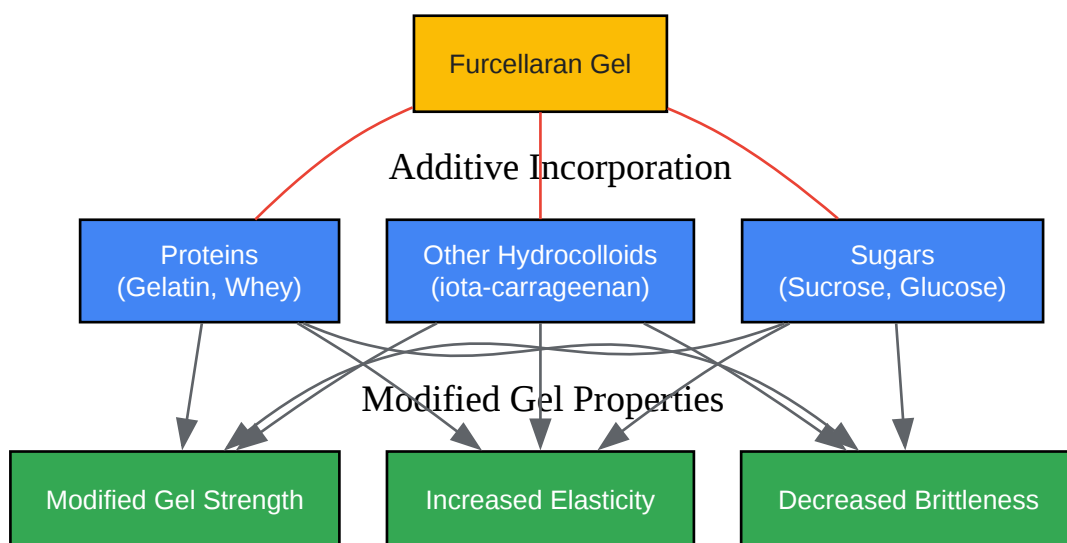 Furcellaran Gel
Additive Incorporation
Proteins
(Gelatin, Whey)
Other Hydrocolloids
(iota-carrageenan)
Sugars
(Sucrose, Glucose)
Modified Gel Properties
Modified Gel Strength
Increased Elasticity
Decreased Brittleness